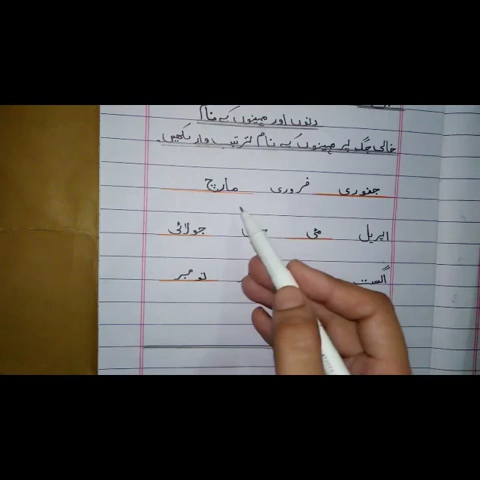 دنوں اور مہینوں کے نام
خالی جگہ پے مہینوں کے نام ترتیب وار لکھیں.
جنوری فروری مارچ
اپریل مئی جولائی
اگست نومبر